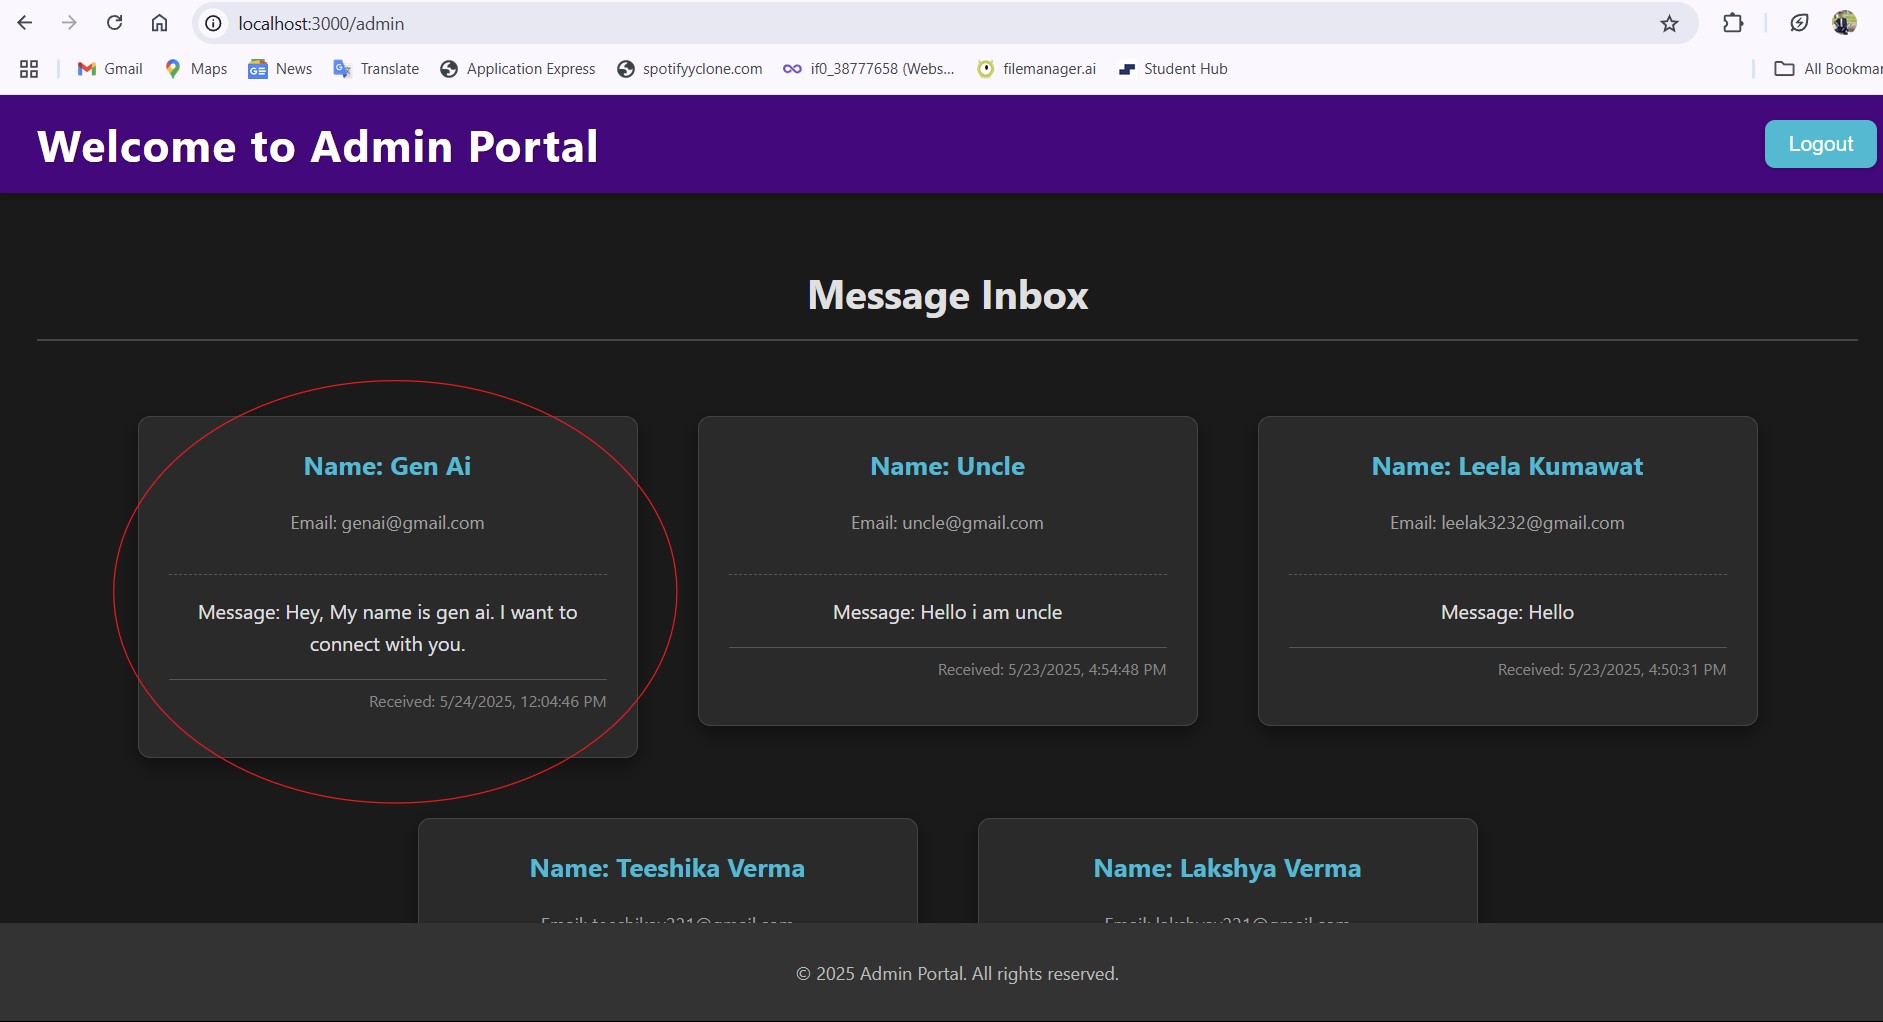 localhost:3000/admin
Gmail
Maps
News
Translate
Application Express
spotifyyclone.com
if0_38777658 (Webs...
filemanager.ai
Student Hub
All Bookmar
Welcome to Admin Portal
Logout
Message Inbox
Name: Gen Ai
Email: genai@gmail.com
Message: Hey, My name is gen ai. I want to
connect with you.
Received: 5/24/2025, 12:04:46 PM
Name: Uncle
Email: uncle@gmail.com
Message: Hello i am uncle
Received: 5/23/2025, 4:54:48 PM
Name: Leela Kumawat
Email: leelak3232@gmail.com
Message: Hello
Received: 5/23/2025, 4:50:31 PM
Name: Teeshika Verma
Name: Lakshya Verma
© 2025 Admin Portal. All rights reserved.